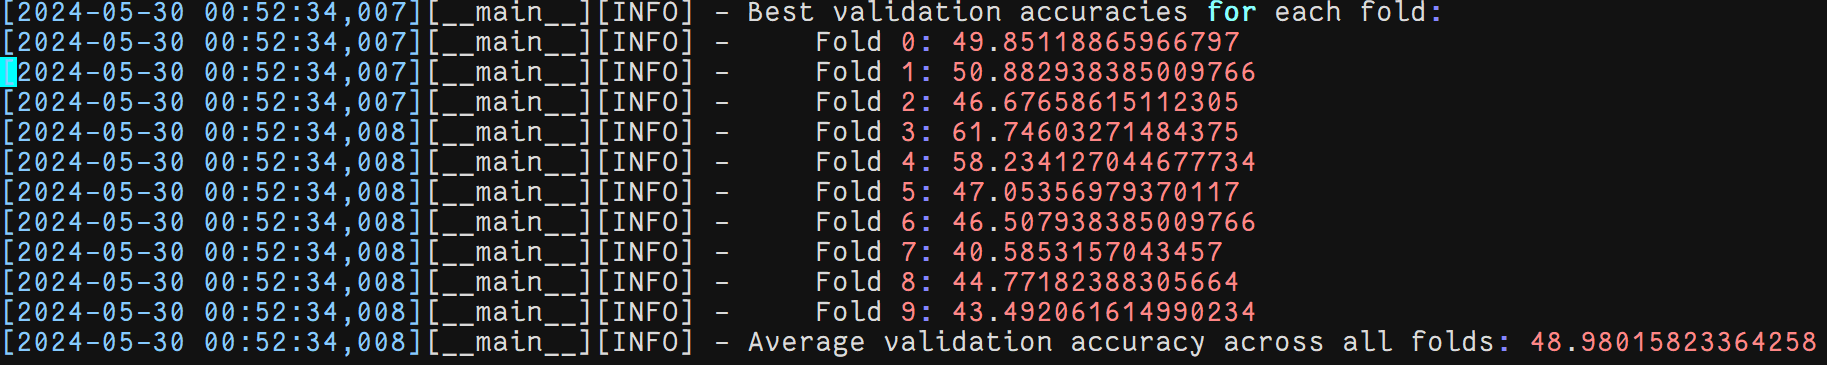 [2024-05-30 00:52:34,007][__main__][INFO] - Best validation accuracies for each fold:
[2024-05-30 00:52:34,007][__main__][INFO] -     Fold 0: 49.85118865966797
[2024-05-30 00:52:34,007][__main__][INFO] -     Fold 1: 50.882938385009766
[2024-05-30 00:52:34,007][__main__][INFO] -     Fold 2: 46.67658615112305
[2024-05-30 00:52:34,008][__main__][INFO] -     Fold 3: 61.74603271484375
[2024-05-30 00:52:34,008][__main__][INFO] -     Fold 4: 58.234127044677734
[2024-05-30 00:52:34,008][__main__][INFO] -     Fold 5: 47.05356979370117
[2024-05-30 00:52:34,008][__main__][INFO] -     Fold 6: 46.507938385009766
[2024-05-30 00:52:34,008][__main__][INFO] -     Fold 7: 40.5853157043457
[2024-05-30 00:52:34,008][__main__][INFO] -     Fold 8: 44.77182388305664
[2024-05-30 00:52:34,008][__main__][INFO] -     Fold 9: 43.492061614990234
[2024-05-30 00:52:34,008][__main__][INFO] - Average validation accuracy across all folds: 48.98015823364258